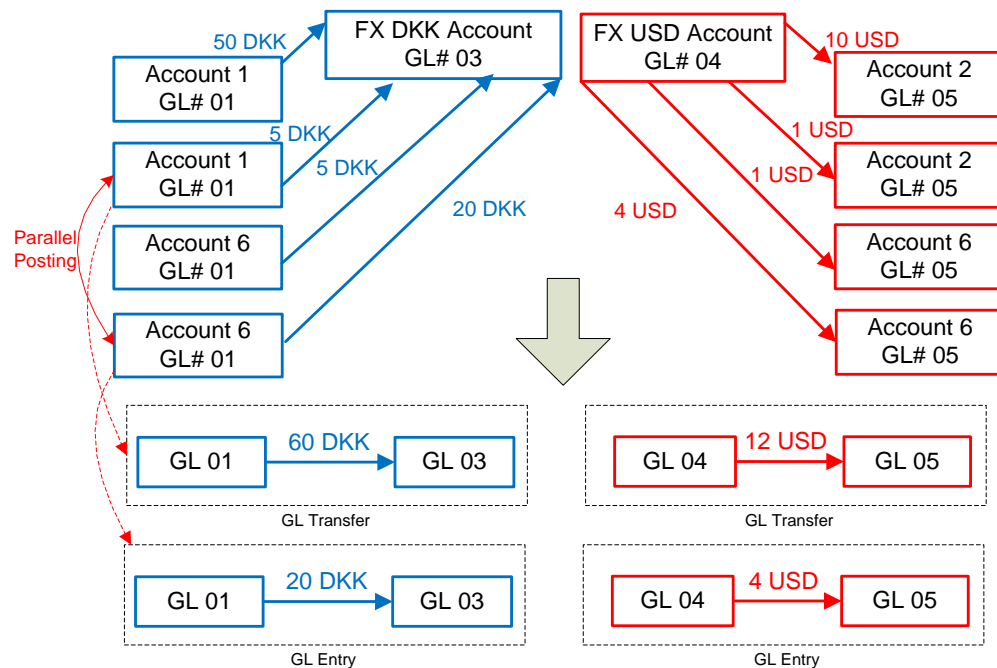 50 DKK
FX DKK Account
GL# 03
FX USD Account
GL# 04
10 USD
Account 1
GL# 01
Account 2
GL# 05
5 DKK
1 USD
Account 1
GL# 01
5 DKK
1 USD
Account 2
GL# 05
20 DKK
4 USD
Parallel
Posting
Account 6
GL# 01
Account 6
GL# 05
Account 6
GL# 01
Account 6
GL# 05
60 DKK
GL 01
GL 03
12 USD
GL 04
GL 05
GL Transfer
GL Transfer
20 DKK
GL 01
GL 03
4 USD
GL 04
GL 05
GL Entry
GL Entry